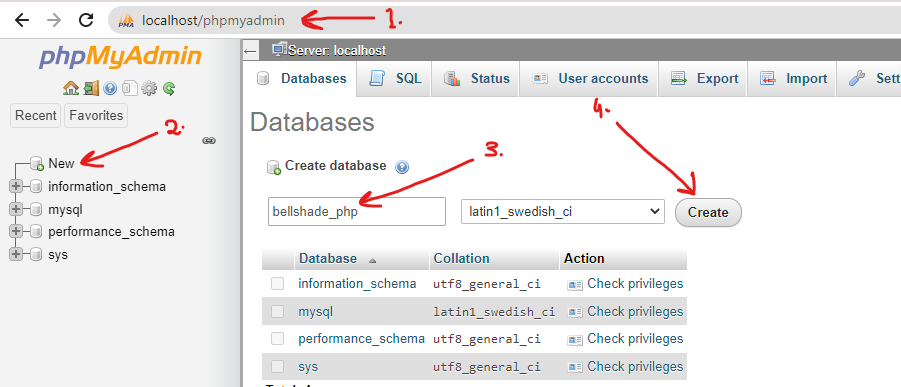 localhost/phpmyadmin
1.
PMA
phpMyAdmin
Server: localhost
Databases
SQL
Status
User accounts
Export
Import
Sett
Recent
Favorites
2.
New
information_schema
mysql
performance_schema
sys
Databases
4.
Create database
3.
bellshade_php
latin1_swedish_ci
Create
Database Collation Action
information_schema utf8_general_ci Check privileges
mysql latin1_swedish_ci Check privileges
performance_schema utf8_general_ci Check privileges
sys utf8_general_ci Check privileges